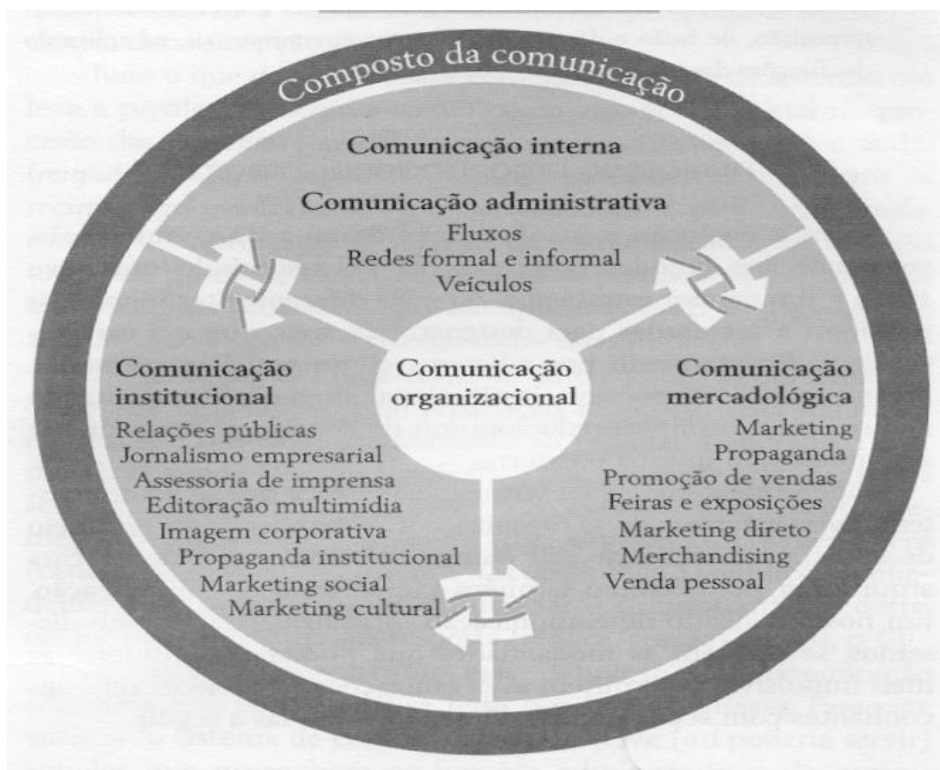 Composto da comunicação
Comunicação interna
Comunicação administrativa
Fluxos
Redes formal e informal
Veículos
Comunicação
institucional
Relações públicas
Jornalismo empresarial
Assessoria de imprensa
Editoração multimídia
Imagem corporativa
Propaganda institucional
Marketing social
Marketing cultural
Comunicação
organizacional
Comunicação
mercadológica
Marketing
Propaganda
Promoção de vendas
Feiras e exposições
Marketing direto
Merchandising
Venda pessoal